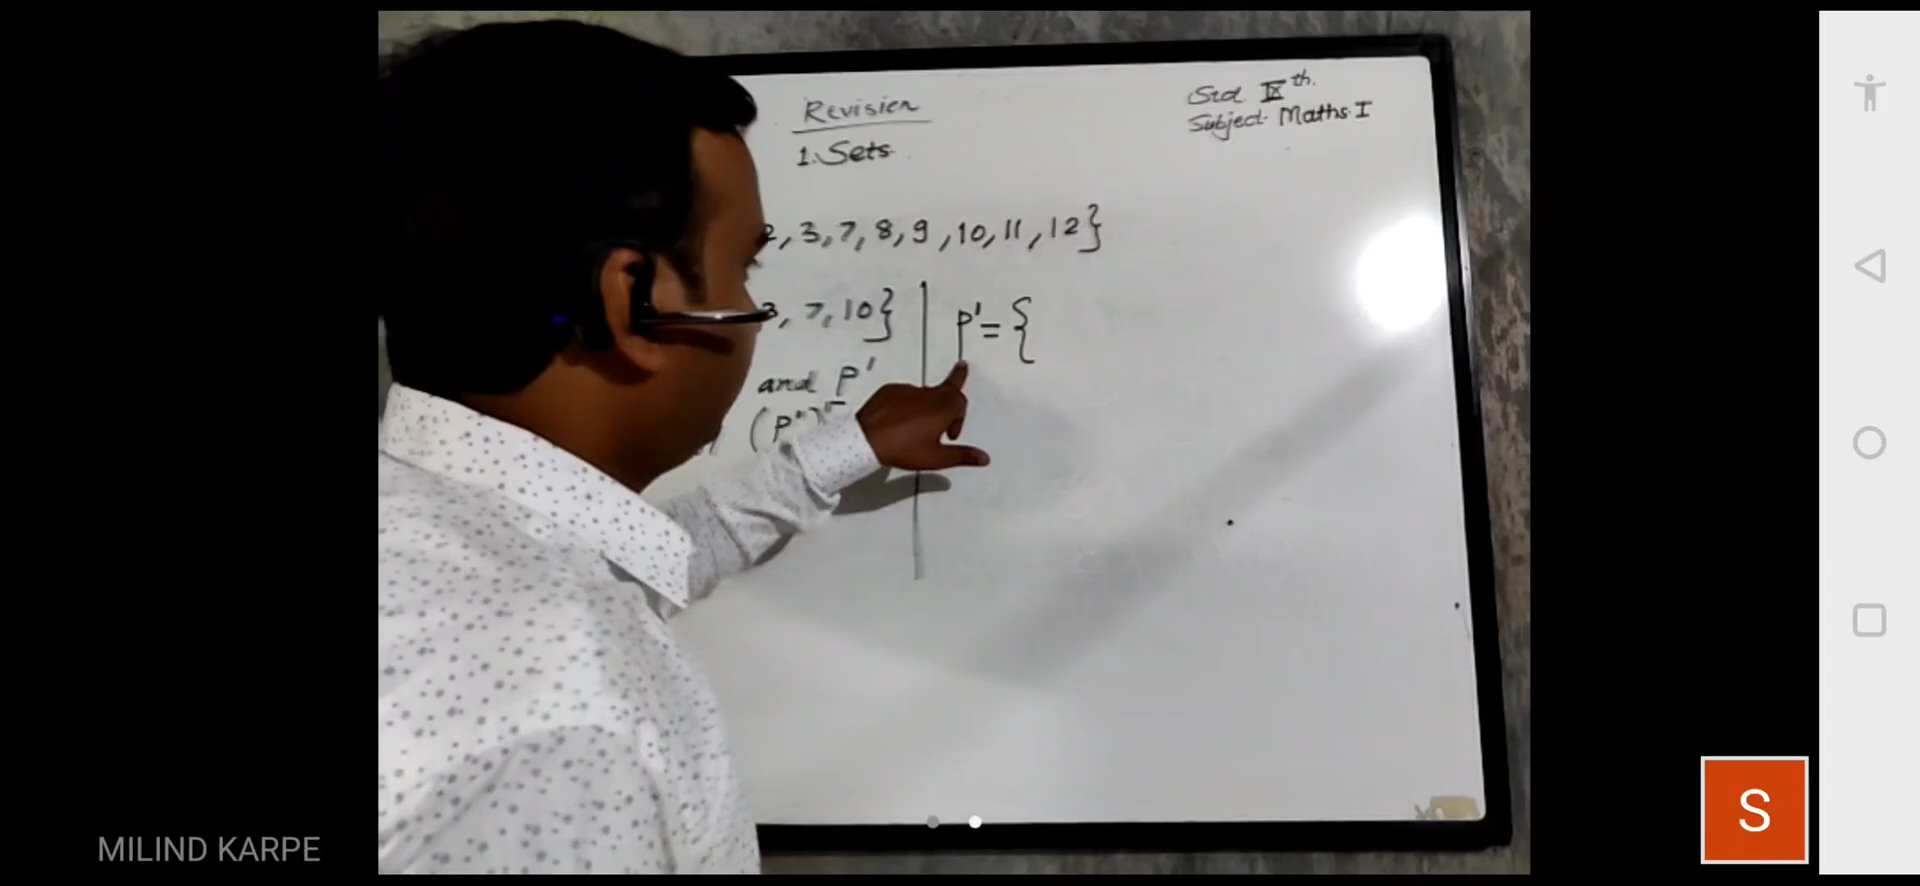 Revision
Std IXth.
Subject. Maths. I
1. Sets
2, 3, 7, 8, 9, 10, 11, 12}
3, 7, 10}
P' = {
and P'
(P')'
MILIND KARPE
S